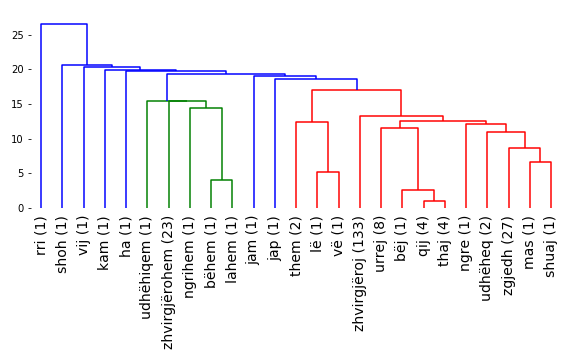 25
20
15
10
5
0
rri (1)
shoh (1)
vij (1)
kam (1)
ha (1)
udhëhiqem (1)
zhvirgjërohem (23)
ngrihem (1)
bëhem (1)
lahem (1)
jam (1)
jap (1)
them (2)
lë (1)
vë (1)
zhvirgjëroj (133)
urrej (8)
bëj (1)
qij (4)
thaj (4)
ngre (1)
udhëheq (2)
zgjedh (27)
mas (1)
shuaj (1)